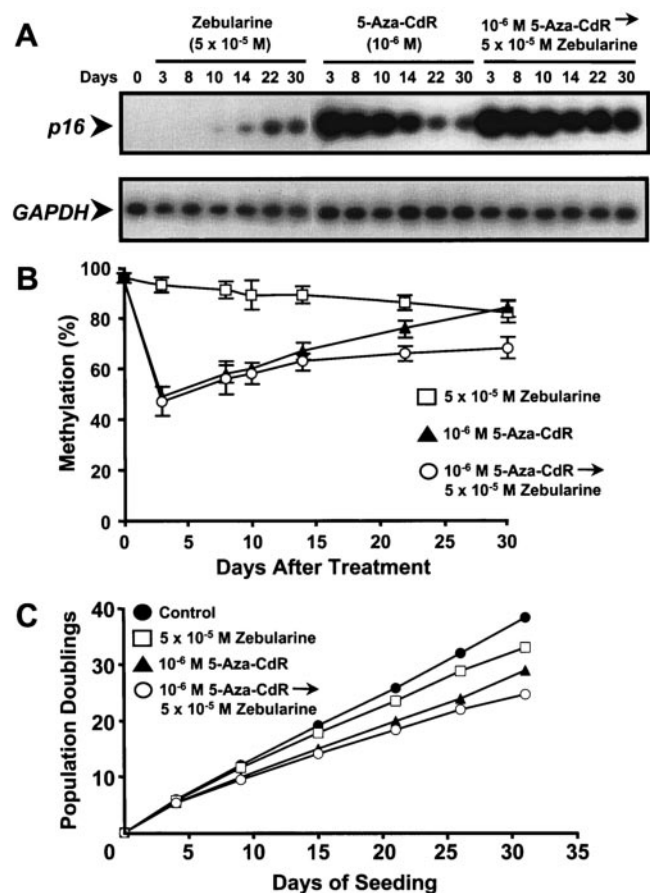 A
Zebularine
(5 x 10⁻⁵ M)
5-Aza-CdR
(10⁻⁶ M)
10⁻⁶ M 5-Aza-CdR →
5 x 10⁻⁵ M Zebularine
Days 0 3 8 10 14 22 30 3 8 10 14 22 30 3 8 10 14 22 30
p16
GAPDH
B
Methylation (%)
100
80
60
40
20
0
5 x 10⁻⁵ M Zebularine
10⁻⁶ M 5-Aza-CdR
10⁻⁶ M 5-Aza-CdR →
5 x 10⁻⁵ M Zebularine
0 5 10 15 20 25 30
Days After Treatment
C
Population Doublings
40
30
20
10
Control
5 x 10⁻⁵ M Zebularine
10⁻⁶ M 5-Aza-CdR
10⁻⁶ M 5-Aza-CdR →
5 x 10⁻⁵ M Zebularine
0 5 10 15 20 25 30 35
Days of Seeding